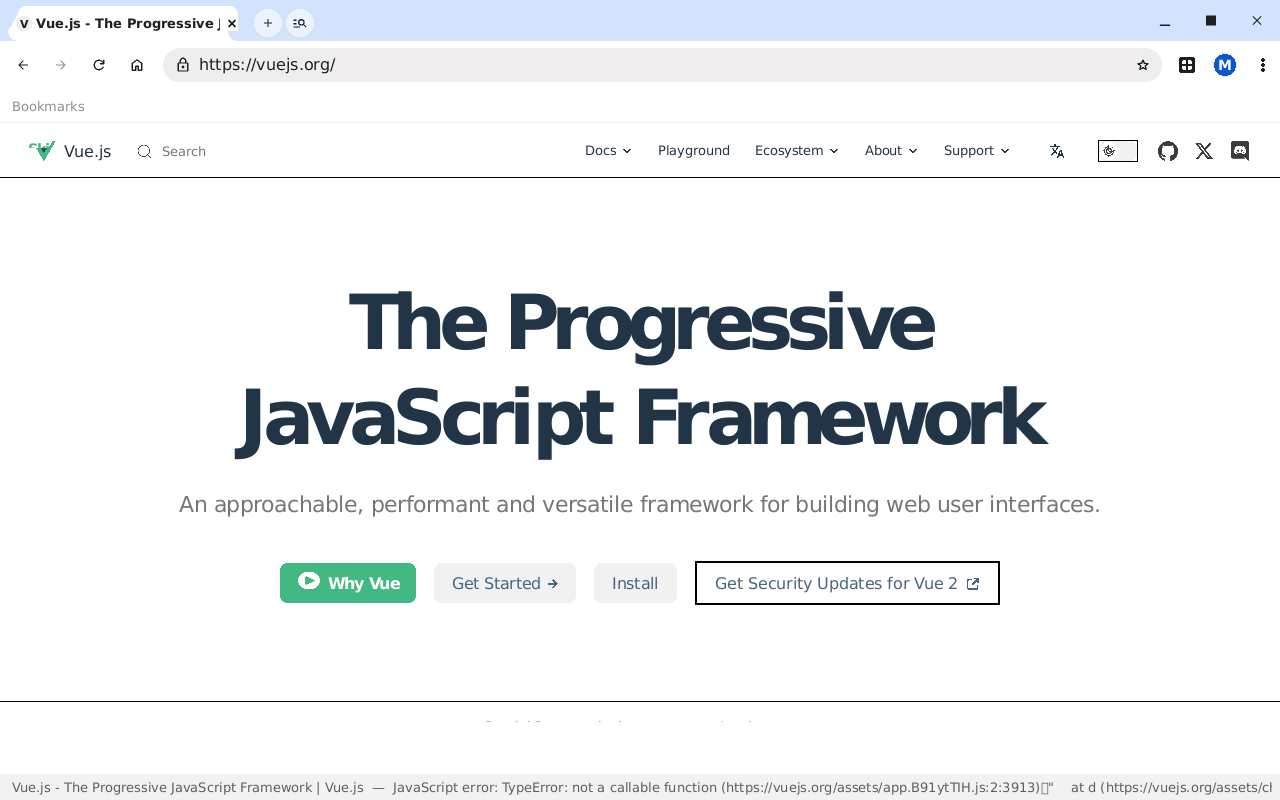 V Vue.js - The Progressive J
https://vuejs.org/
M
Bookmarks
Vue.js Search Docs Playground Ecosystem About Support
The Progressive
JavaScript Framework
An approachable, performant and versatile framework for building web user interfaces.
Why Vue Get Started → Install Get Security Updates for Vue 2
Vue.js - The Progressive JavaScript Framework | Vue.js — JavaScript error: TypeError: not a callable function (https://vuejs.org/assets/app.B91ytTlH.js:2:3913)▯" at d (https://vuejs.org/assets/ch